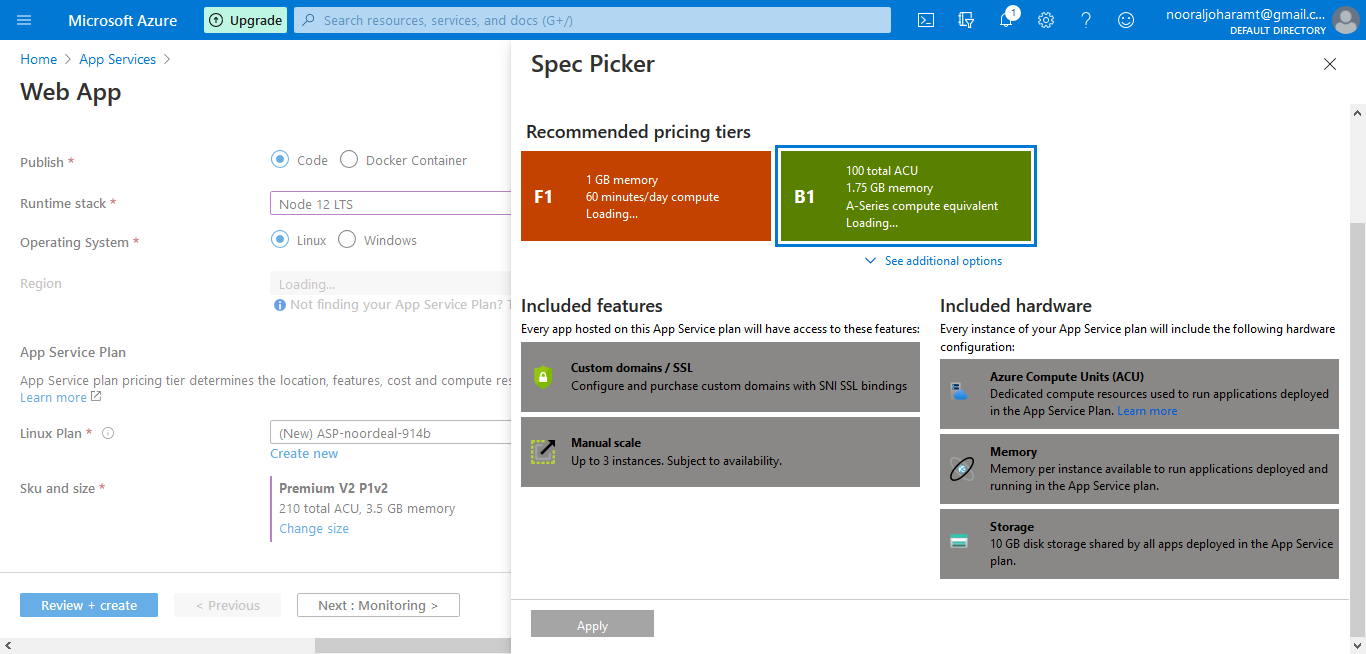 Microsoft Azure
Upgrade
Search resources, services, and docs (G+/)
1
nooraljoharamt@gmail.c...
DEFAULT DIRECTORY
Home > App Services >
Web App
Publish *
Code
Docker Container
Runtime stack *
Node 12 LTS
Operating System *
Linux
Windows
Region
Loading...
Not finding your App Service Plan? T
App Service Plan
App Service plan pricing tier determines the location, features, cost and compute res
Learn more
Linux Plan *
(New) ASP-noordeal-914b
Create new
Sku and size *
Premium V2 P1v2
210 total ACU, 3.5 GB memory
Change size
Review + create
< Previous
Next : Monitoring >
Spec Picker
Recommended pricing tiers
F1
1 GB memory
60 minutes/day compute
Loading...
B1
100 total ACU
1.75 GB memory
A-Series compute equivalent
Loading...
See additional options
Included features
Every app hosted on this App Service plan will have access to these features:
Custom domains / SSL
Configure and purchase custom domains with SNI SSL bindings
Manual scale
Up to 3 instances. Subject to availability.
Included hardware
Every instance of your App Service plan will include the following hardware
configuration:
Azure Compute Units (ACU)
Dedicated compute resources used to run applications deployed
in the App Service Plan. Learn more
Memory
Memory per instance available to run applications deployed and
running in the App Service plan.
Storage
10 GB disk storage shared by all apps deployed in the App Service
plan.
Apply